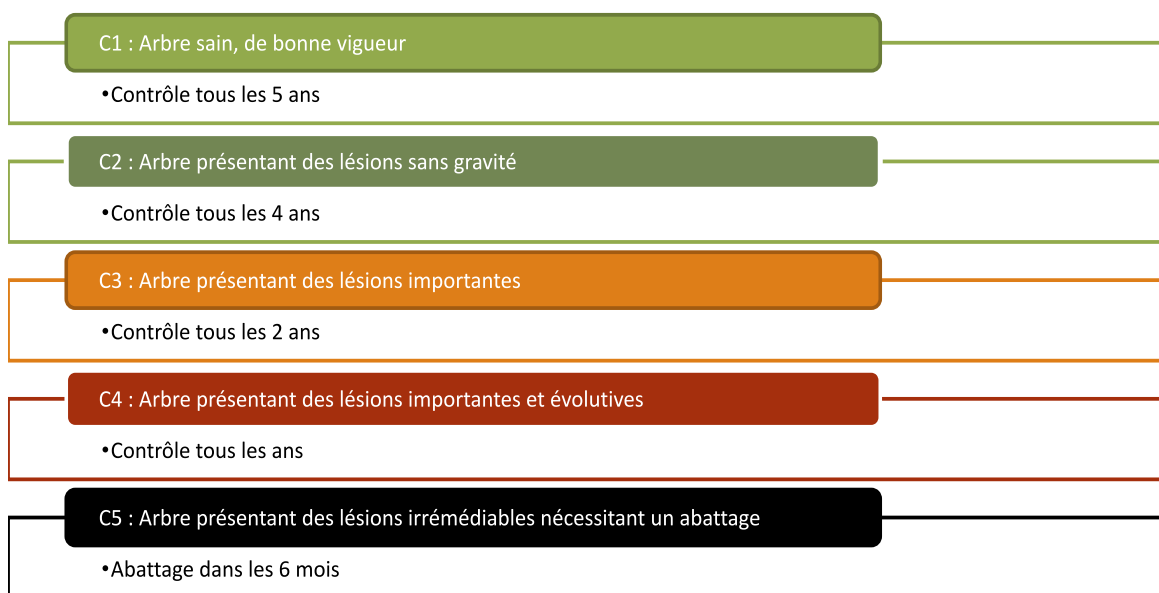 C1 : Arbre sain, de bonne vigueur
•Contrôle tous les 5 ans
C2 : Arbre présentant des lésions sans gravité
•Contrôle tous les 4 ans
C3 : Arbre présentant des lésions importantes
•Contrôle tous les 2 ans
C4 : Arbre présentant des lésions importantes et évolutives
•Contrôle tous les ans
C5 : Arbre présentant des lésions irrémédiables nécessitant un abattage
•Abattage dans les 6 mois